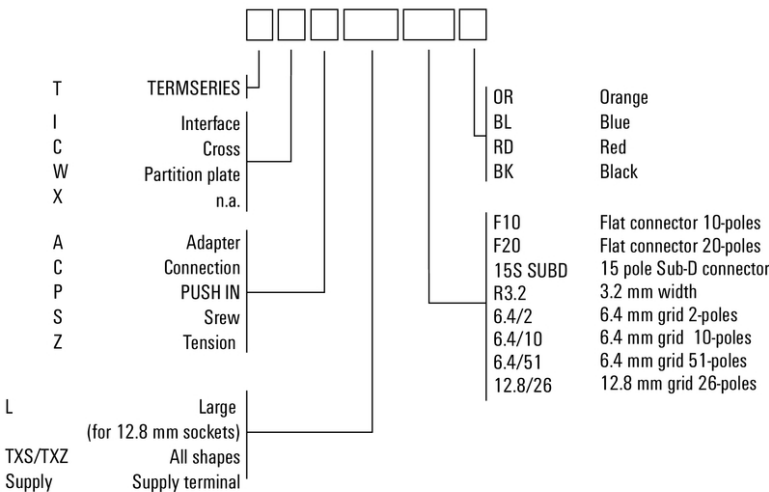 T TERMSERIES
I Interface
C Cross
W Partition plate
X n.a.
A Adapter
C Connection
P PUSH IN
S Srew
Z Tension
L Large
(for 12.8 mm sockets)
TXS/TXZ All shapes
Supply Supply terminal
OR Orange
BL Blue
RD Red
BK Black
F10 Flat connector 10-poles
F20 Flat connector 20-poles
15S SUBD 15 pole Sub-D connector
R3.2 3.2 mm width
6.4/2 6.4 mm grid 2-poles
6.4/10 6.4 mm grid 10-poles
6.4/51 6.4 mm grid 51-poles
12.8/26 12.8 mm grid 26-poles